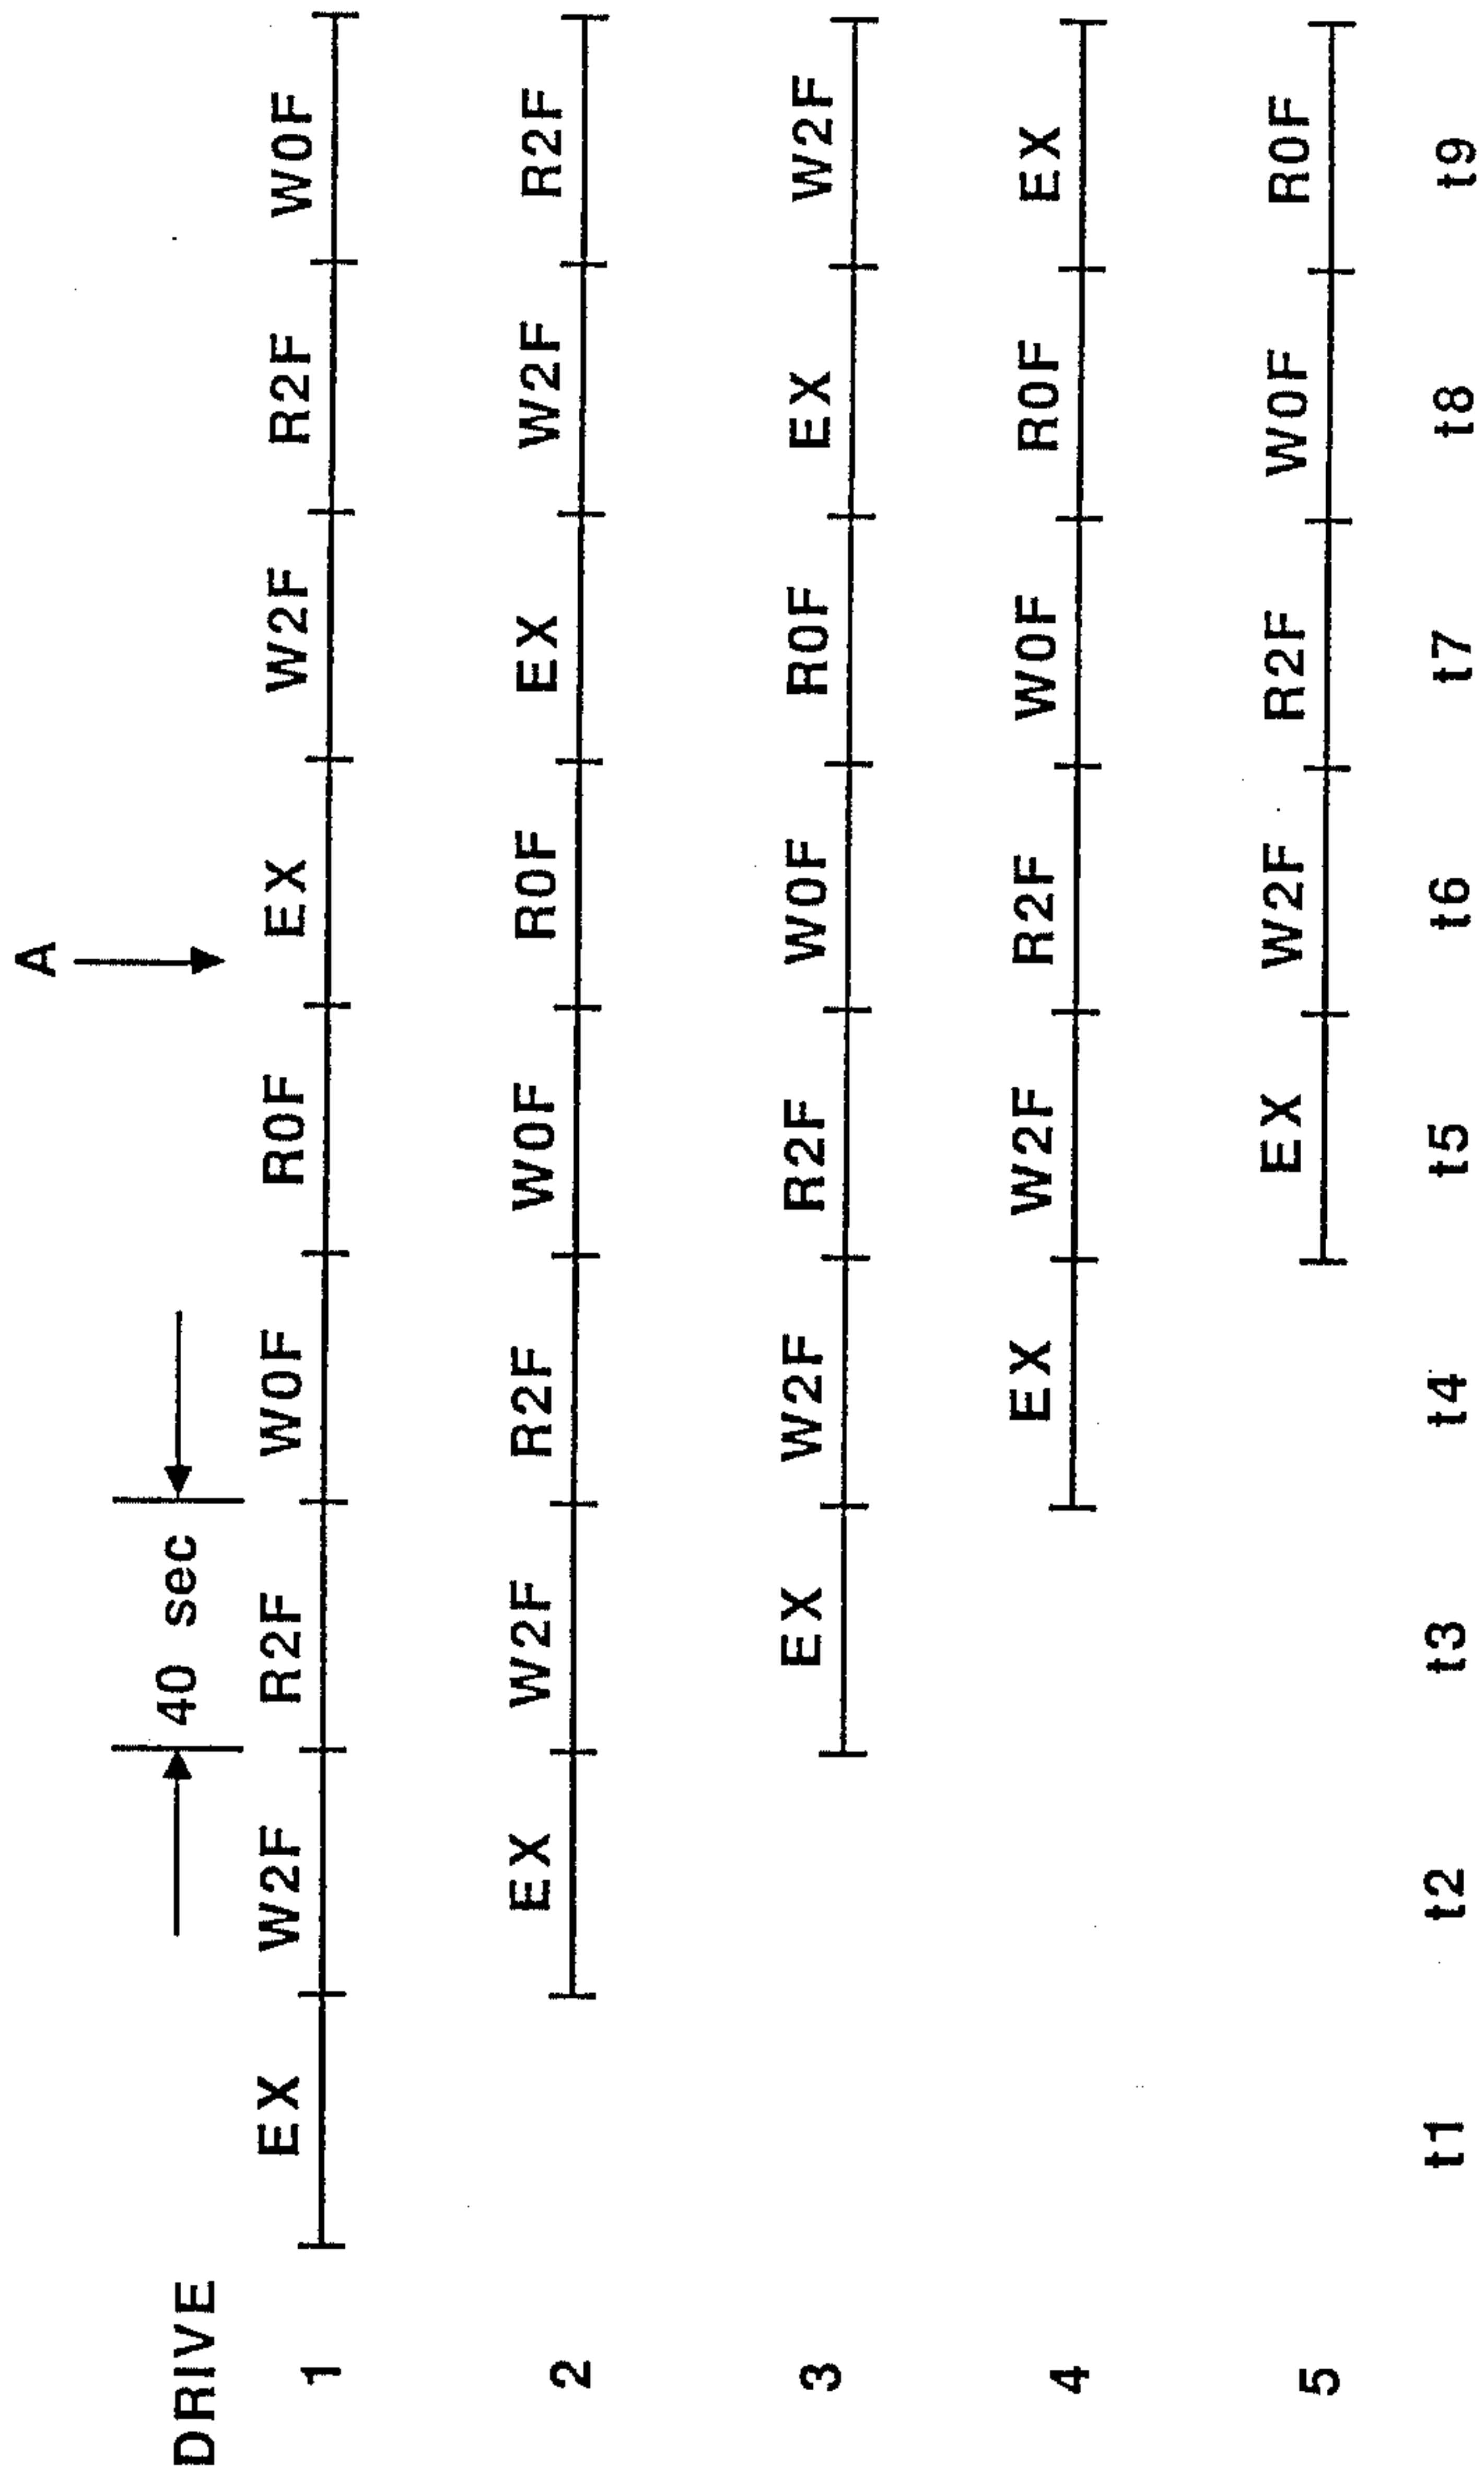 A
DRIVE 40 sec
1 EX W2F R2F W0F R0F EX W2F R2F W0F
2 EX W2F R2F W0F R0F EX W2F R2F
3 EX W2F R2F W0F R0F EX W2F
4 EX W2F R2F W0F R0F EX
5 EX W2F R2F W0F R0F
t1 t2 t3 t4 t5 t6 t7 t8 t9